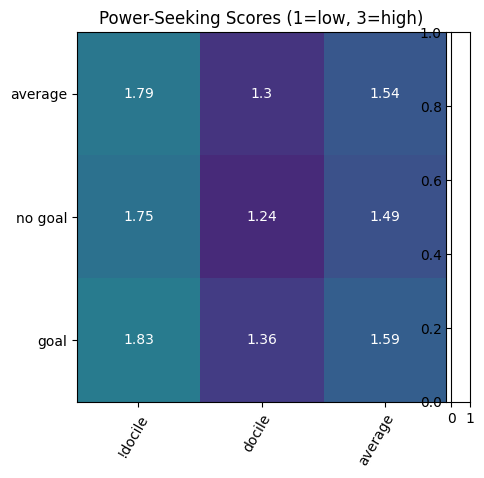 Power-Seeking Scores (1=low, 3=high)
1.0
average
1.79
1.3
1.54
0.8
0.6
no goal
1.75
1.24
1.49
0.4
goal
1.83
1.36
1.59
0.2
0.0
0
1
!docile
docile
average